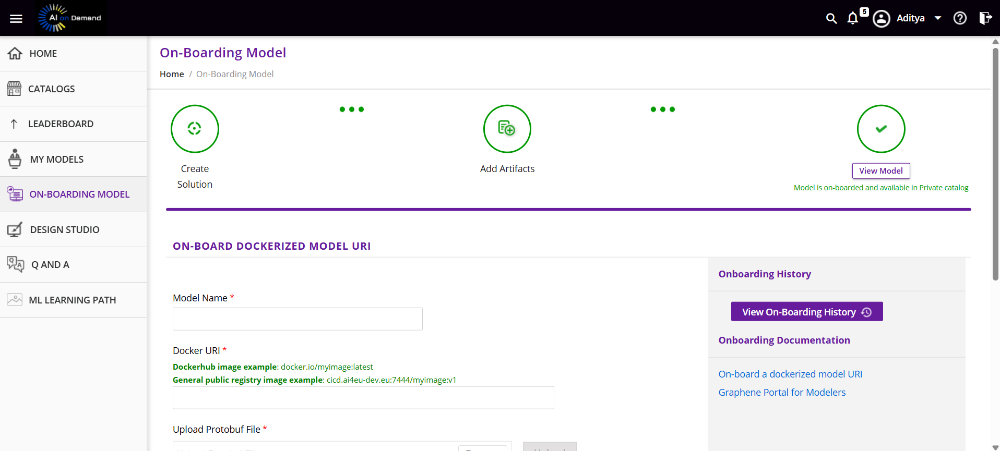 AI on Demand
5
Aditya
HOME
CATALOGS
LEADERBOARD
MY MODELS
ON-BOARDING MODEL
DESIGN STUDIO
Q AND A
ML LEARNING PATH
On-Boarding Model
Home / On-Boarding Model
Create
Solution
Add Artifacts
View Model
Model is on-boarded and available in Private catalog
ON-BOARD DOCKERIZED MODEL URI
Model Name *
Docker URI *
Dockerhub image example: docker.io/myimage:latest
General public registry image example: cicd.ai4eu-dev.eu:7444/myimage:v1
Upload Protobuf File *
Onboarding History
View On-Boarding History
Onboarding Documentation
On-board a dockerized model URI
Graphene Portal for Modelers